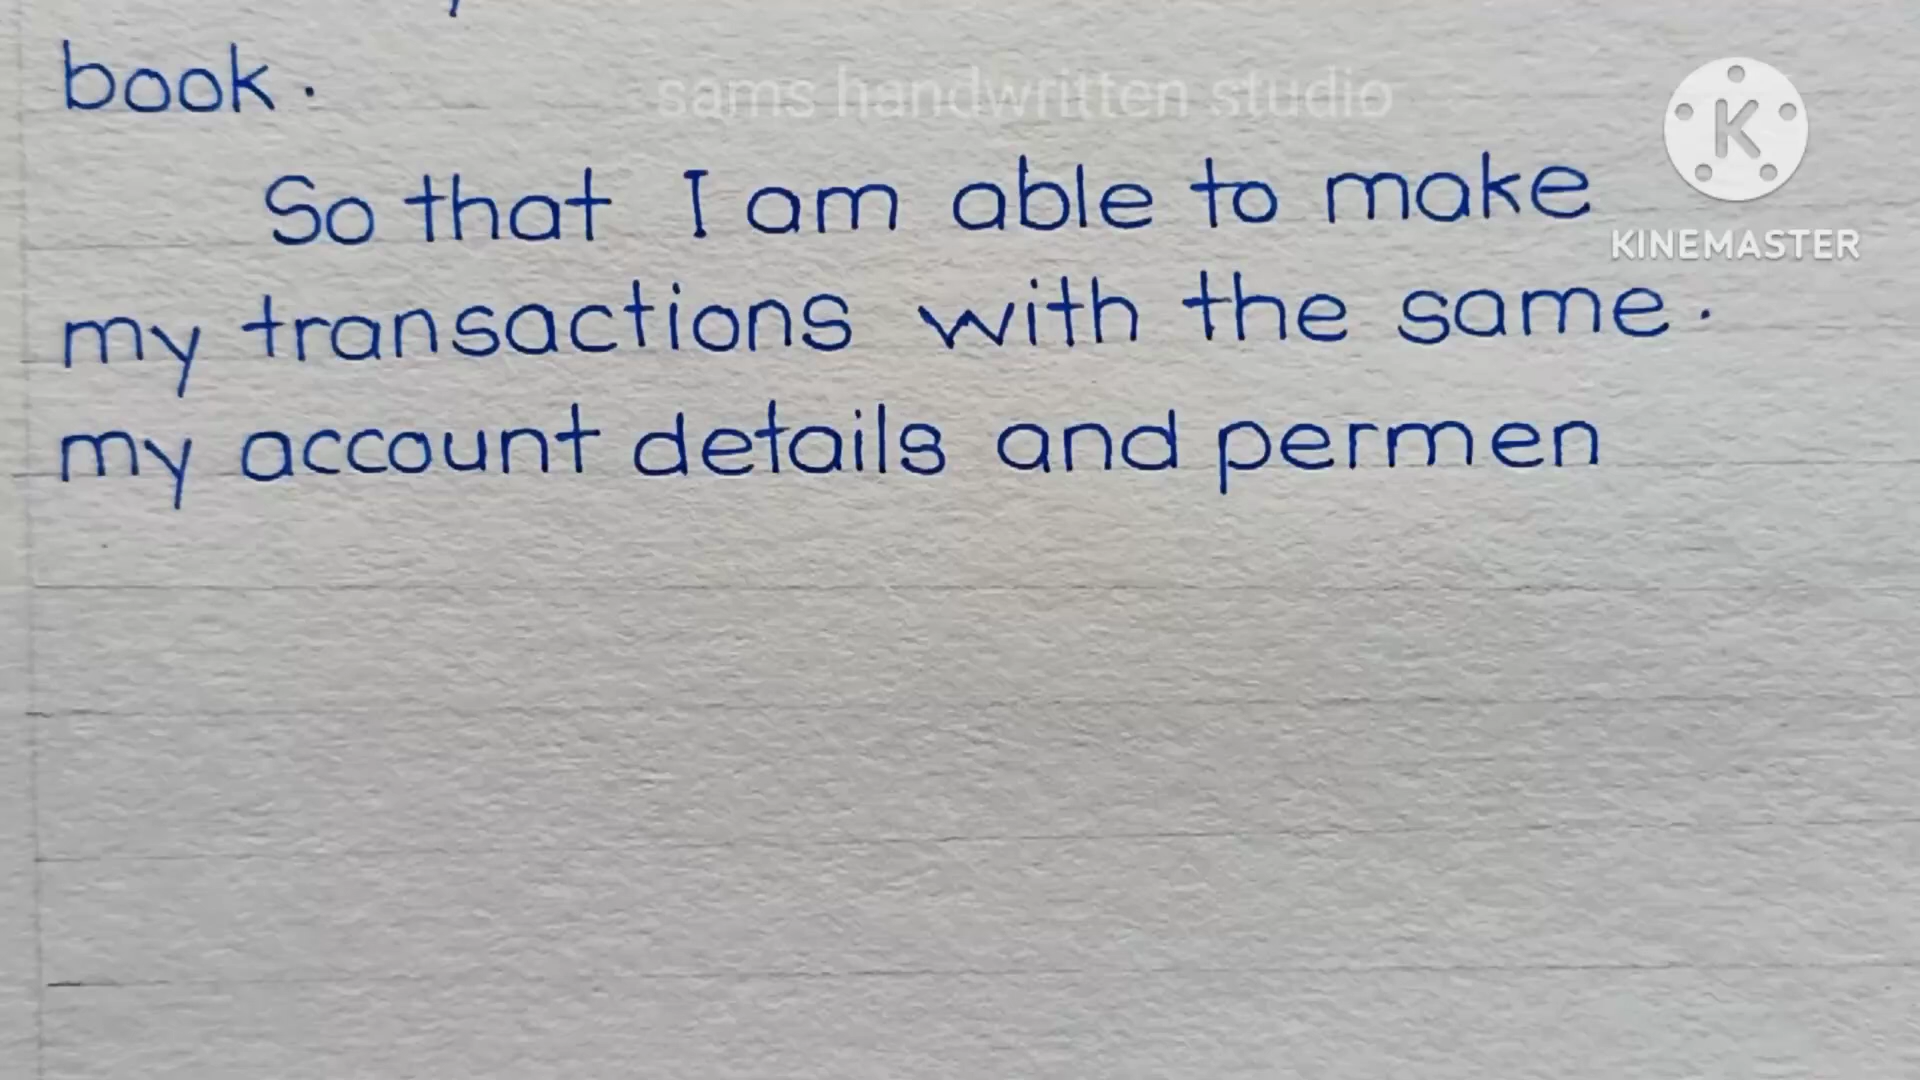 book.
sams handwritten studio
K
KINEMASTER
So that I am able to make
my transactions with the same.
my account details and permen